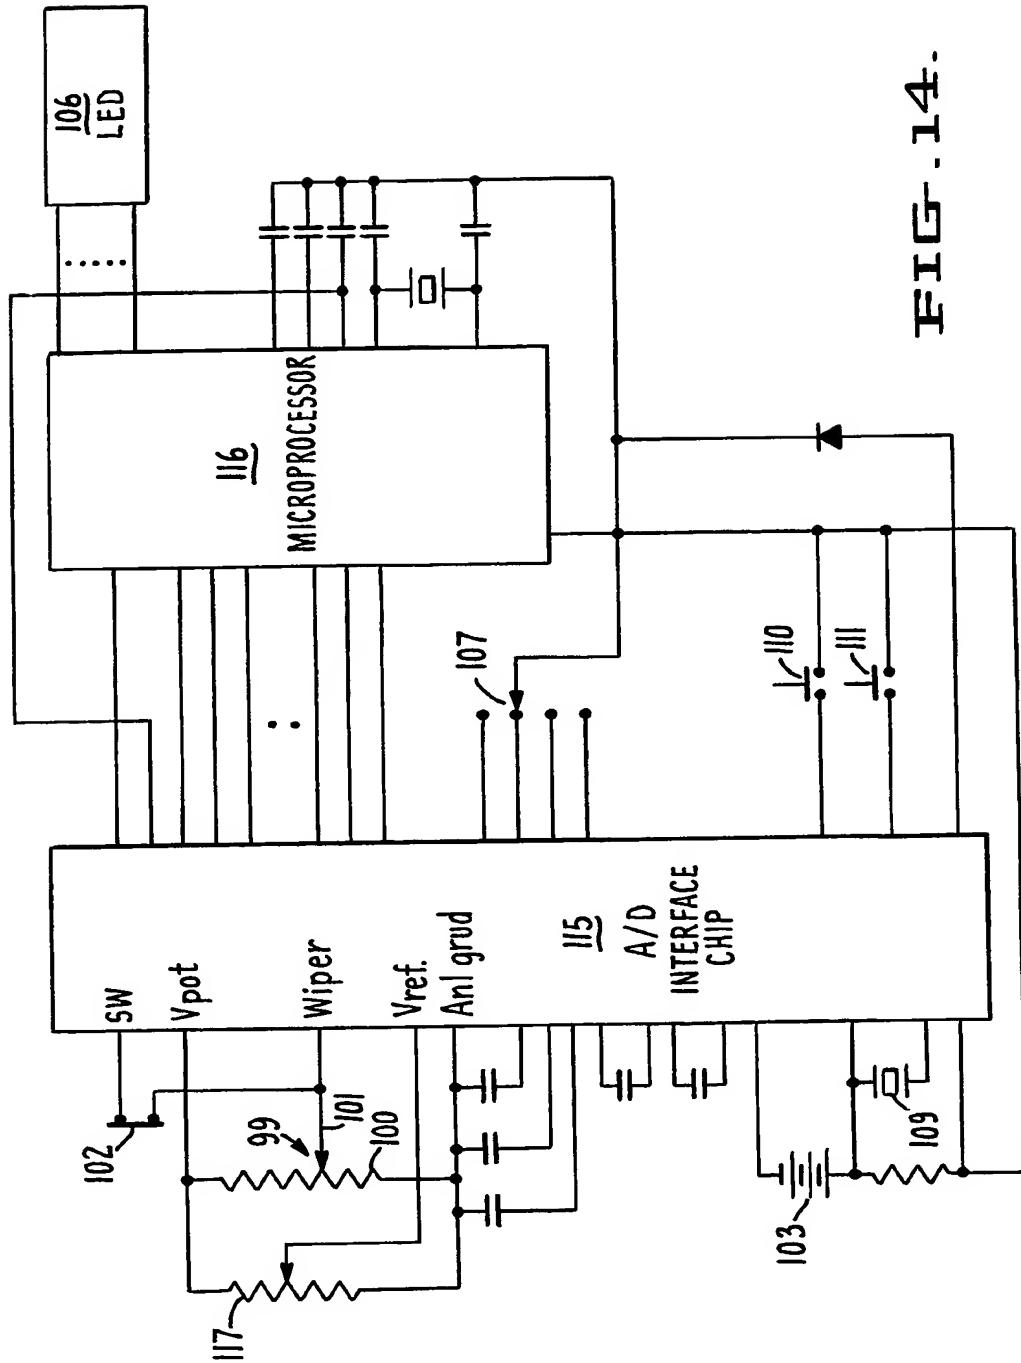 106
LED
116
MICROPROCESSOR
107
110
111
SW
Vpot
Wiper
Vref.
Anl grud
115
A/D
INTERFACE
CHIP
102
99
101
100
117
103
109
FIG.14.